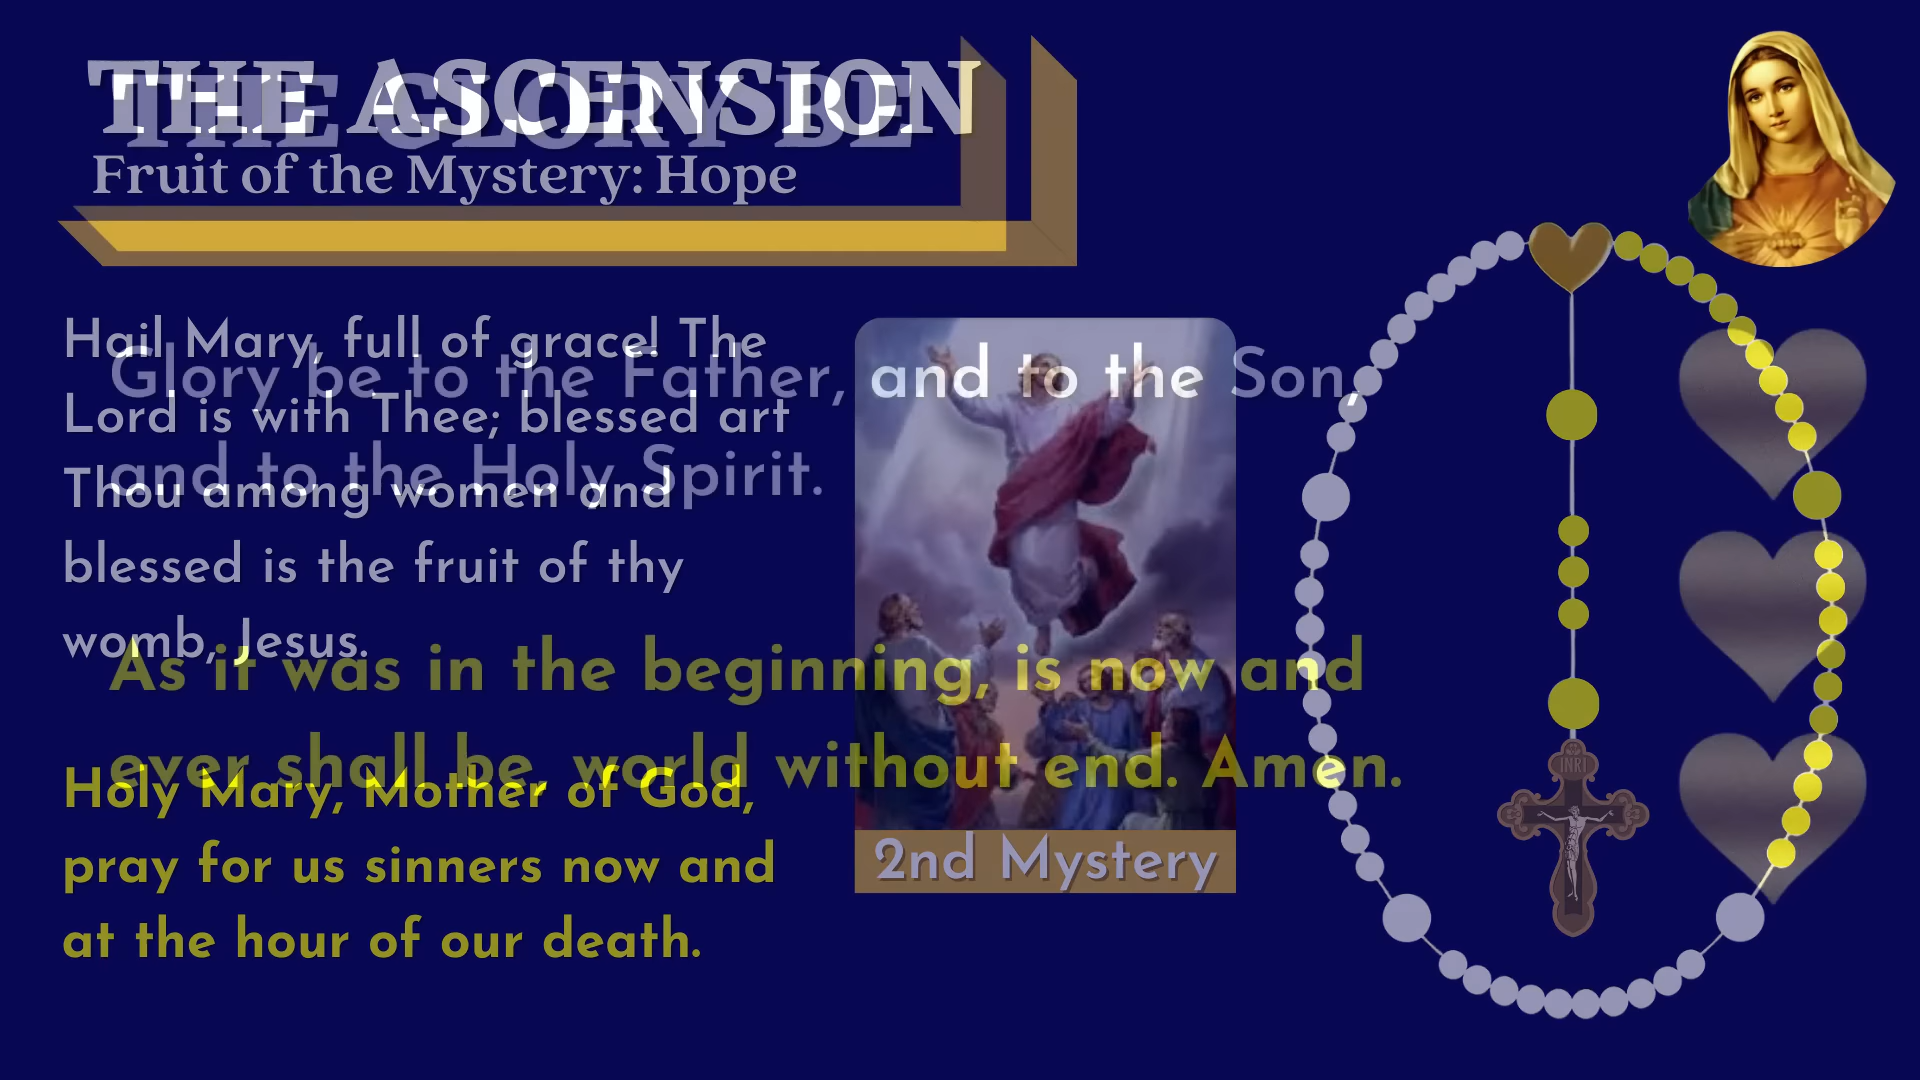 THE ASCENSION
THE GLORY BE
Fruit of the Mystery: Hope
Hail Mary, full of grace! The
Lord is with Thee; blessed art
Thou among women and
blessed is the fruit of thy
womb, Jesus.
Holy Mary, Mother of God,
pray for us sinners now and
at the hour of our death.
Glory be to the Father, and to the Son,
and to the Holy Spirit.
As it was in the beginning, is now and
ever shall be, world without end. Amen.
2nd Mystery
INRI